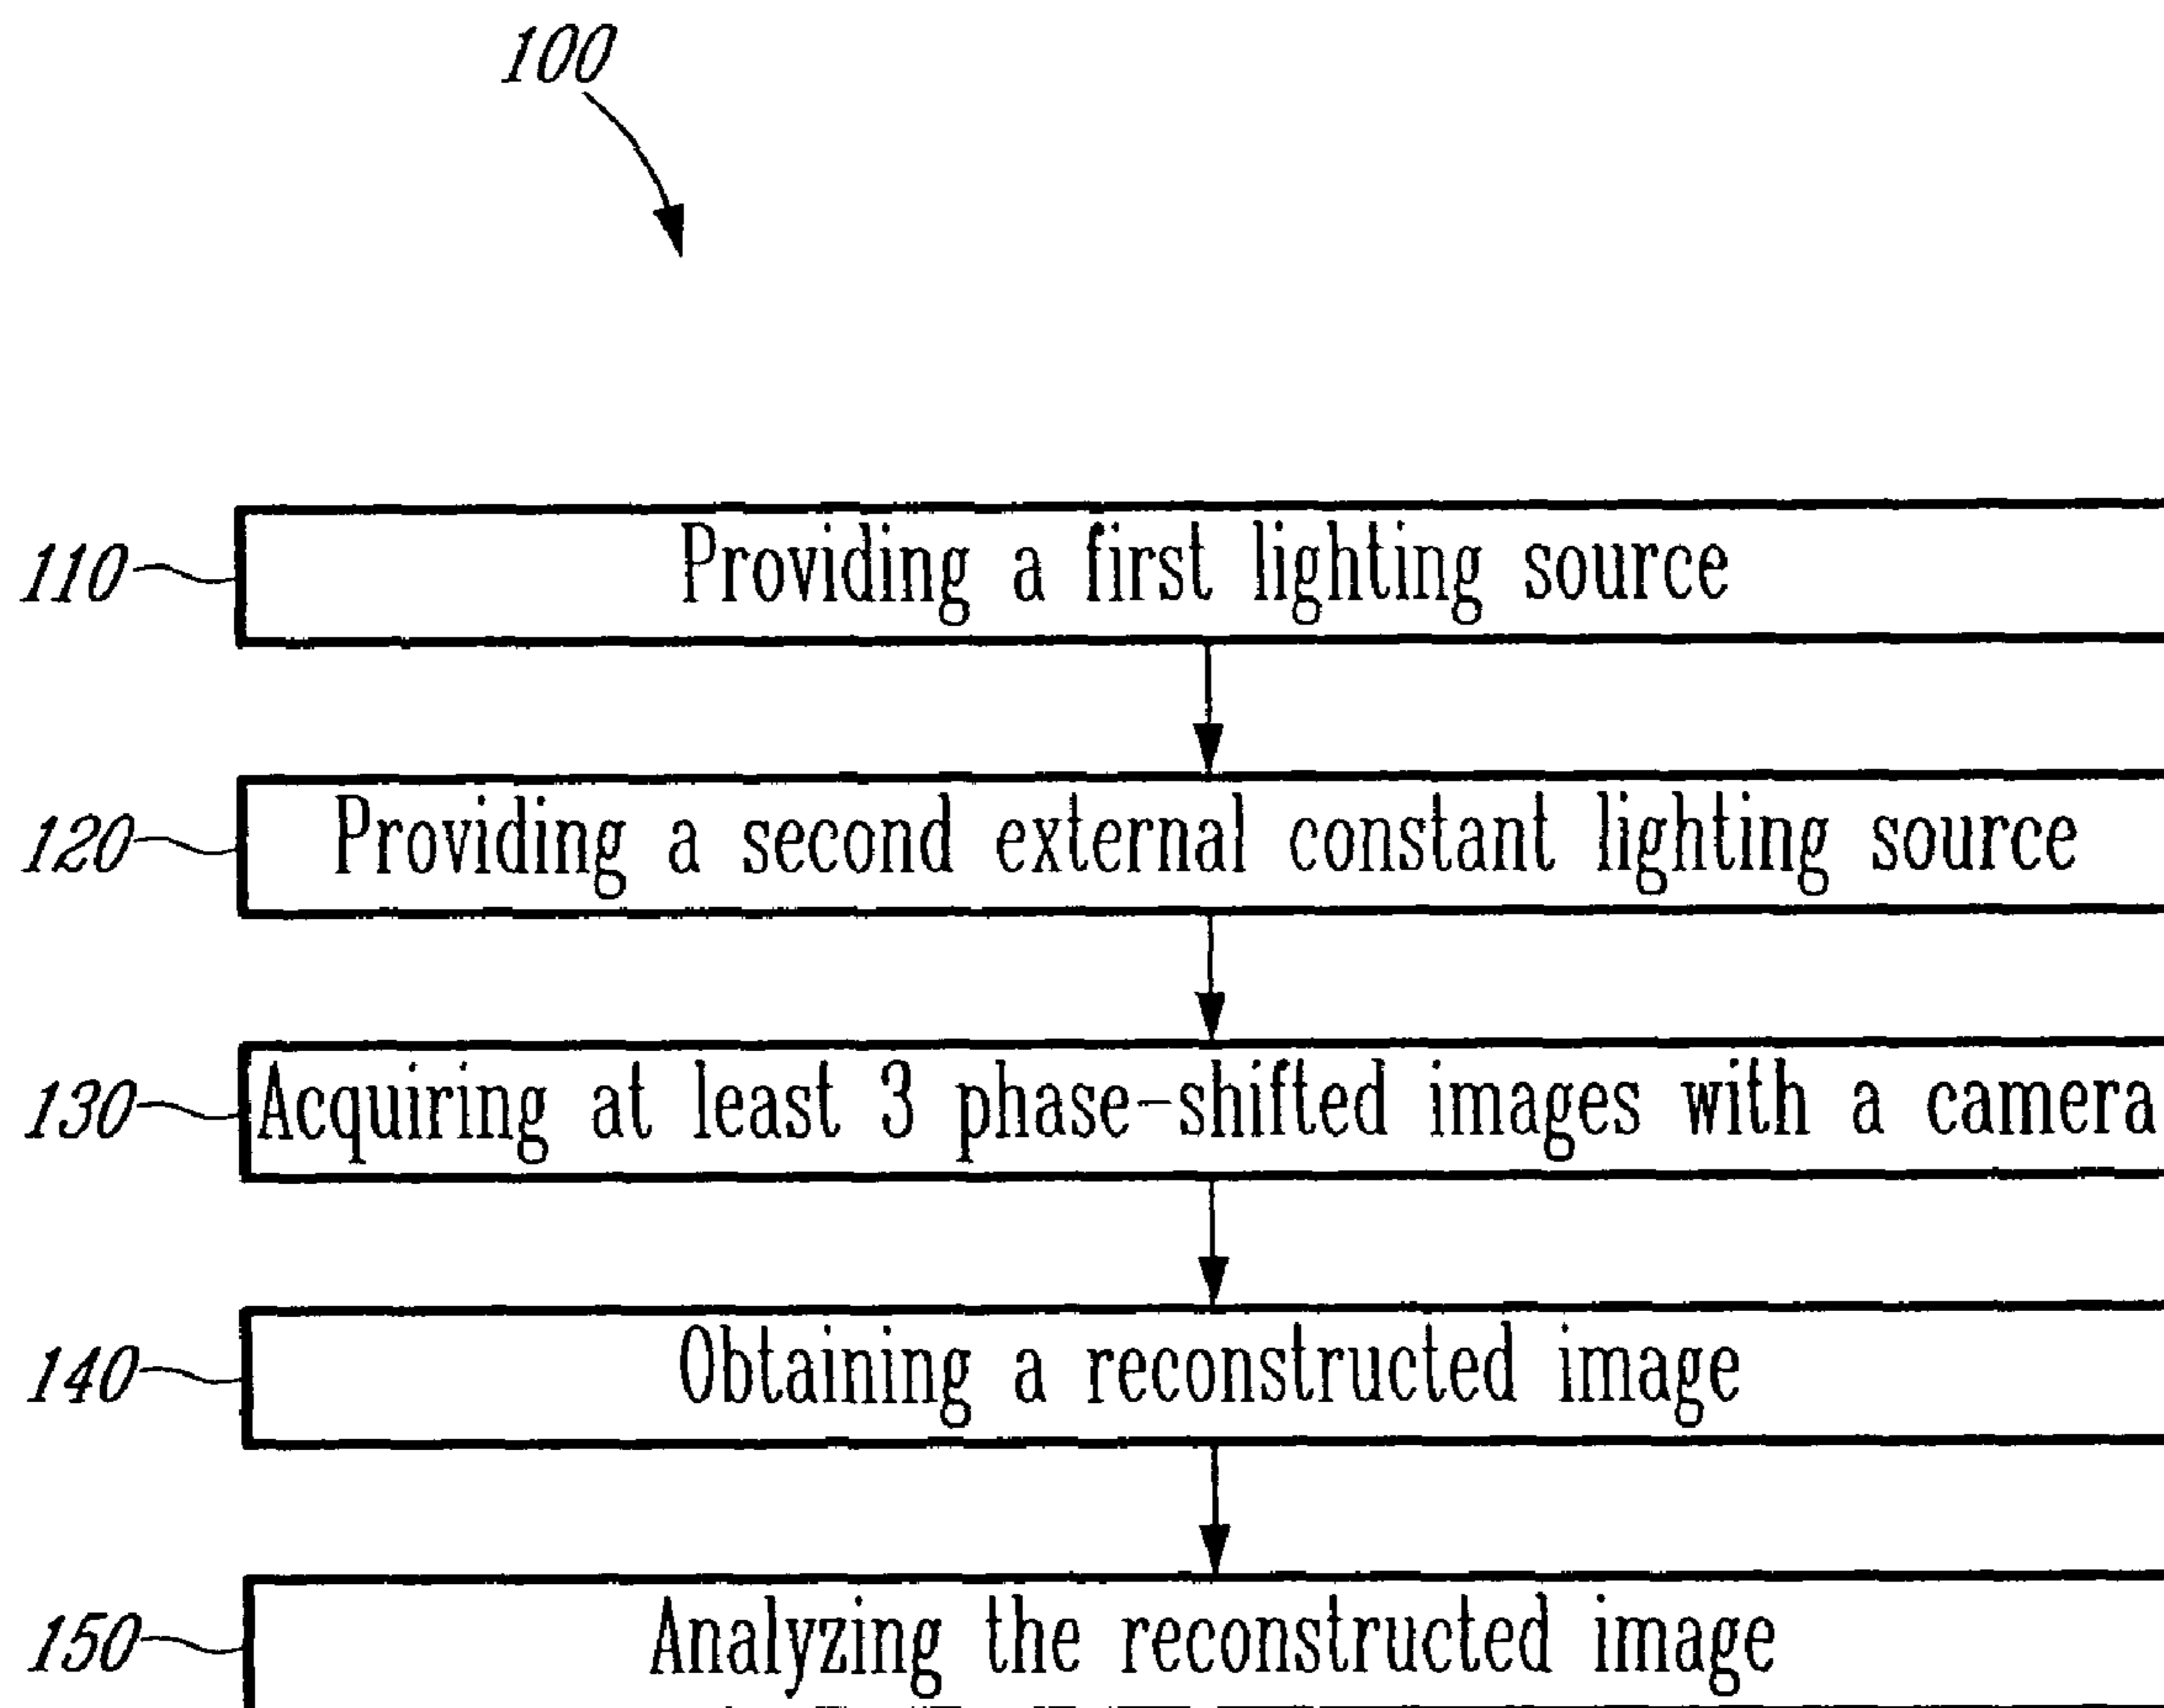 100
110 Providing a first lighting source
120 Providing a second external constant lighting source
130 Acquiring at least 3 phase-shifted images with a camera
140 Obtaining a reconstructed image
150 Analyzing the reconstructed image